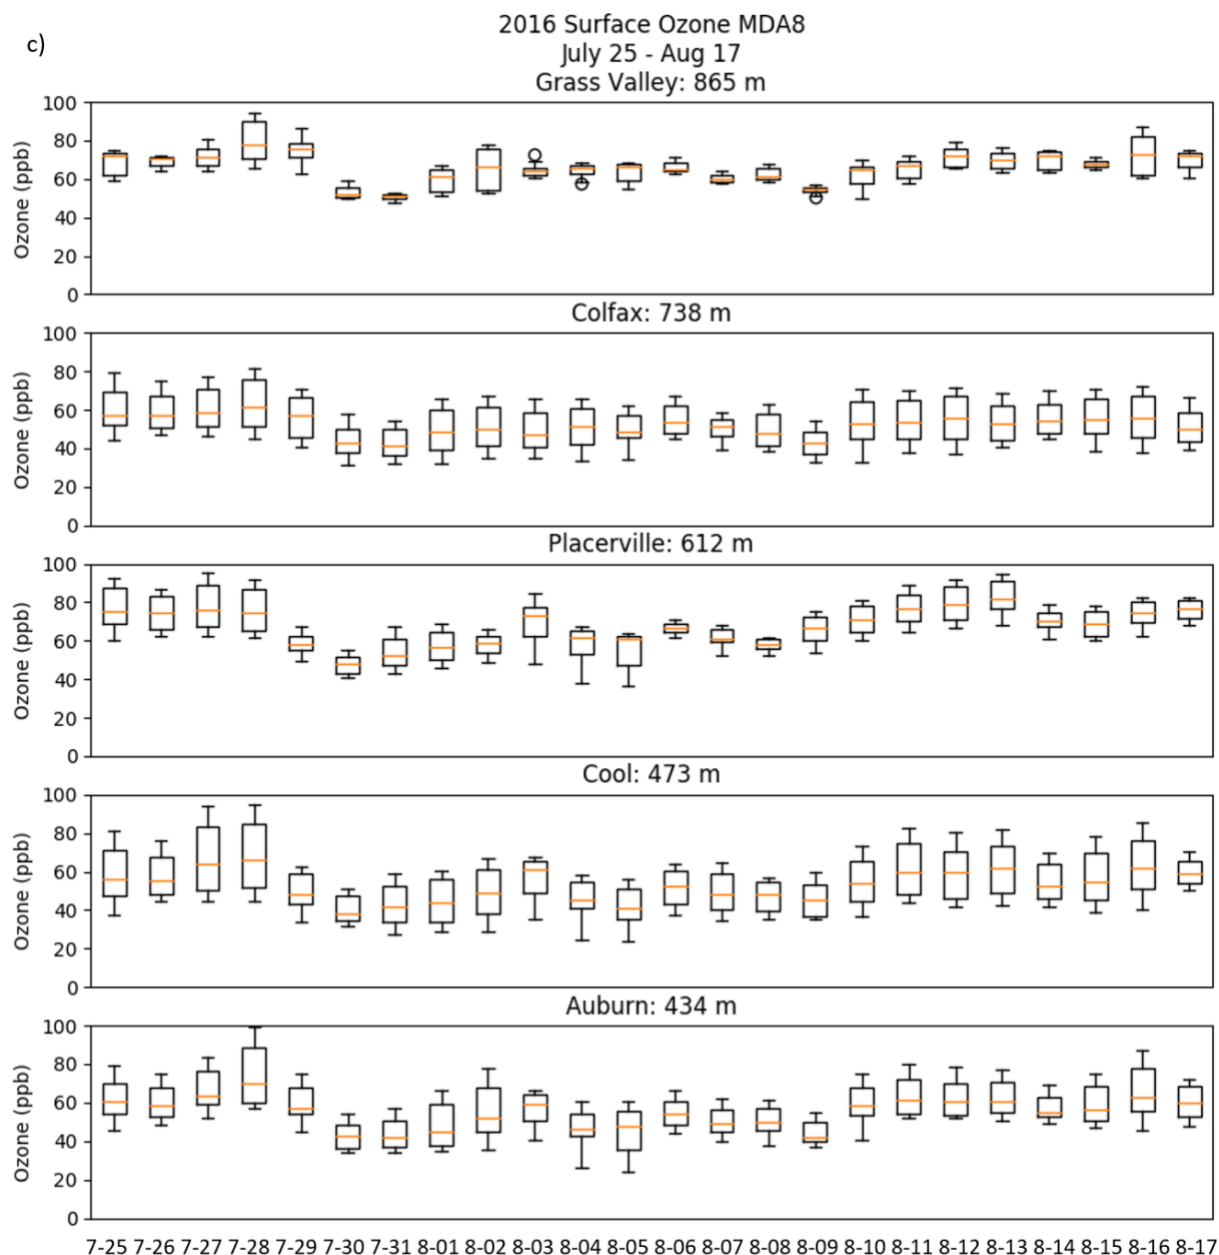 c)
2016 Surface Ozone MDA8
July 25 - Aug 17
Grass Valley: 865 m
Ozone (ppb)
100
80
60
40
20
0
Colfax: 738 m
Ozone (ppb)
100
80
60
40
20
0
Placerville: 612 m
Ozone (ppb)
100
80
60
40
20
0
Cool: 473 m
Ozone (ppb)
100
80
60
40
20
0
Auburn: 434 m
Ozone (ppb)
100
80
60
40
20
0
7-25 7-26 7-27 7-28 7-29 7-30 7-31 8-01 8-02 8-03 8-04 8-05 8-06 8-07 8-08 8-09 8-10 8-11 8-12 8-13 8-14 8-15 8-16 8-17